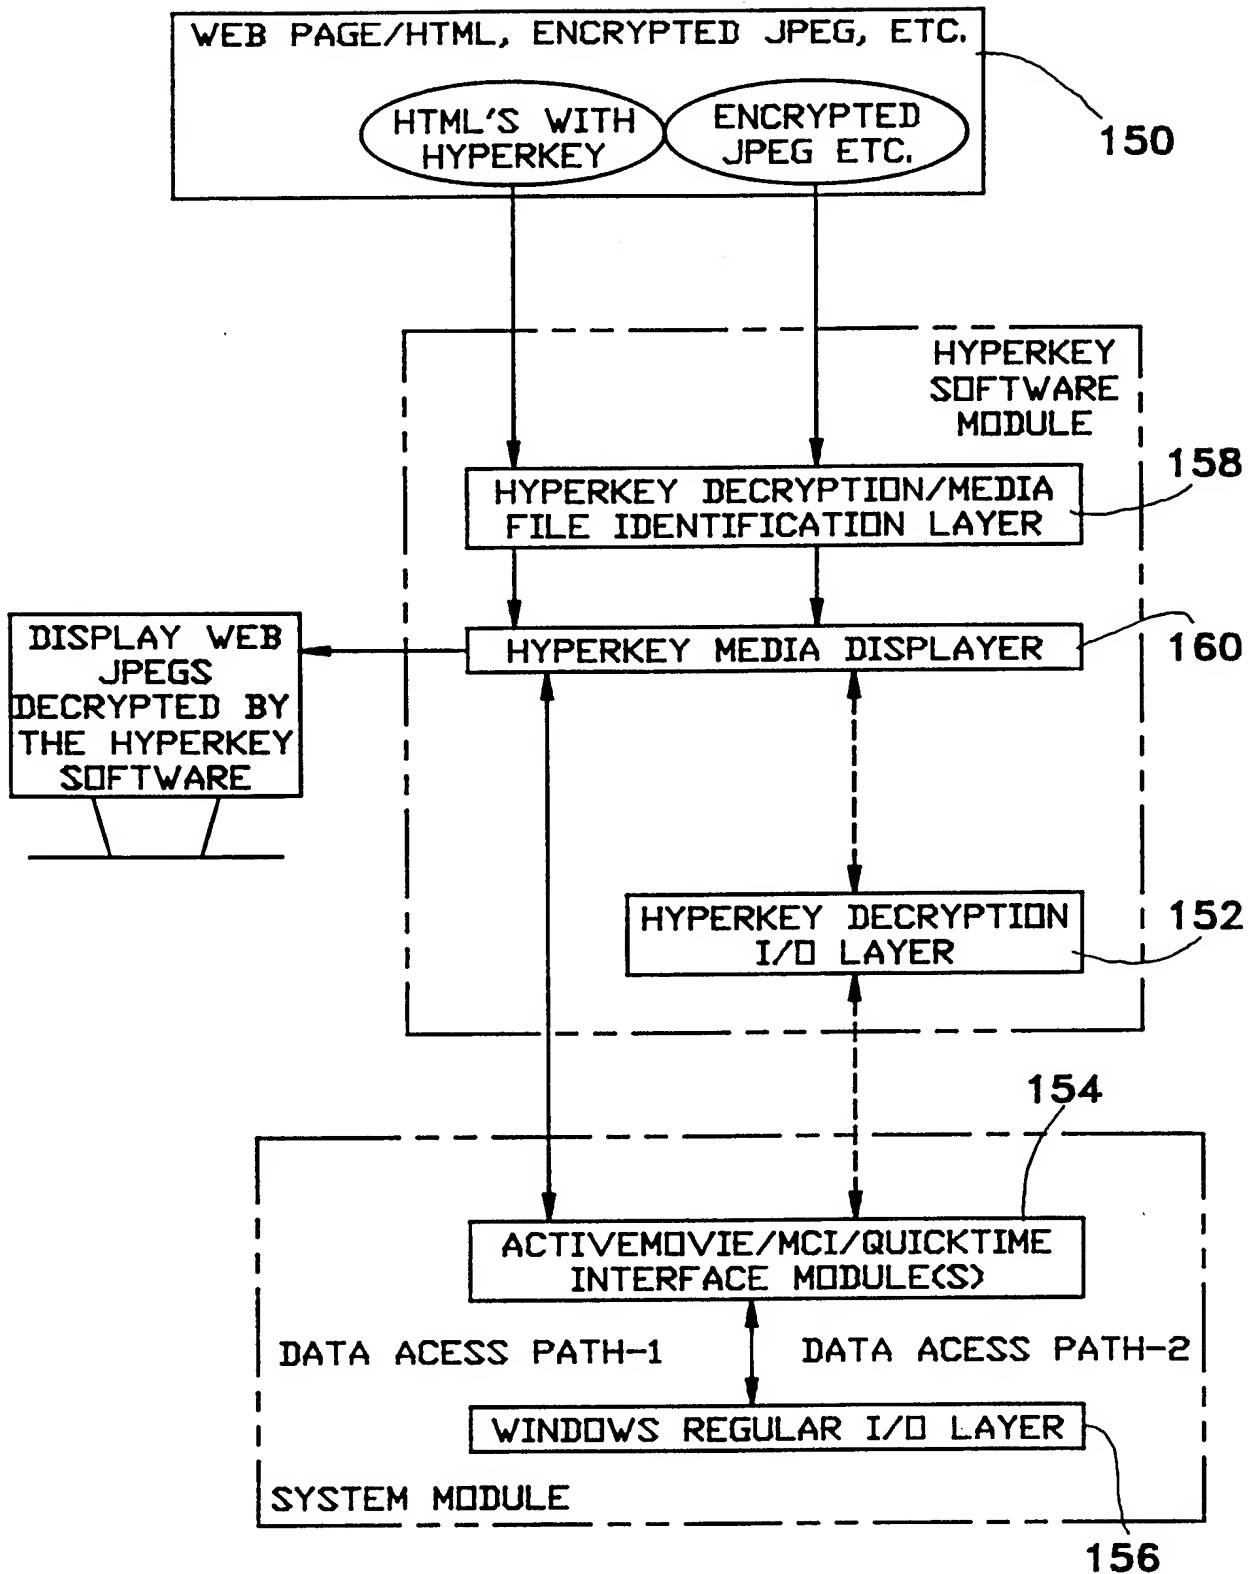 WEB PAGE/HTML, ENCRYPTED JPEG, ETC.
HTML'S WITH
HYPERKEY
ENCRYPTED
JPEG ETC.
150
HYPERKEY
SOFTWARE
MODULE
158
HYPERKEY DECRYPTION/MEDIA
FILE IDENTIFICATION LAYER
160
HYPERKEY MEDIA DISPLAYER
DISPLAY WEB
JPEGS
DECRYPTED BY
THE HYPERKEY
SOFTWARE
152
HYPERKEY DECRYPTION
I/O LAYER
154
ACTIVEMOVIE/MCI/QUICKTIME
INTERFACE MODULE(S)
DATA ACESS PATH-1
DATA ACESS PATH-2
WINDOWS REGULAR I/O LAYER
SYSTEM MODULE
156